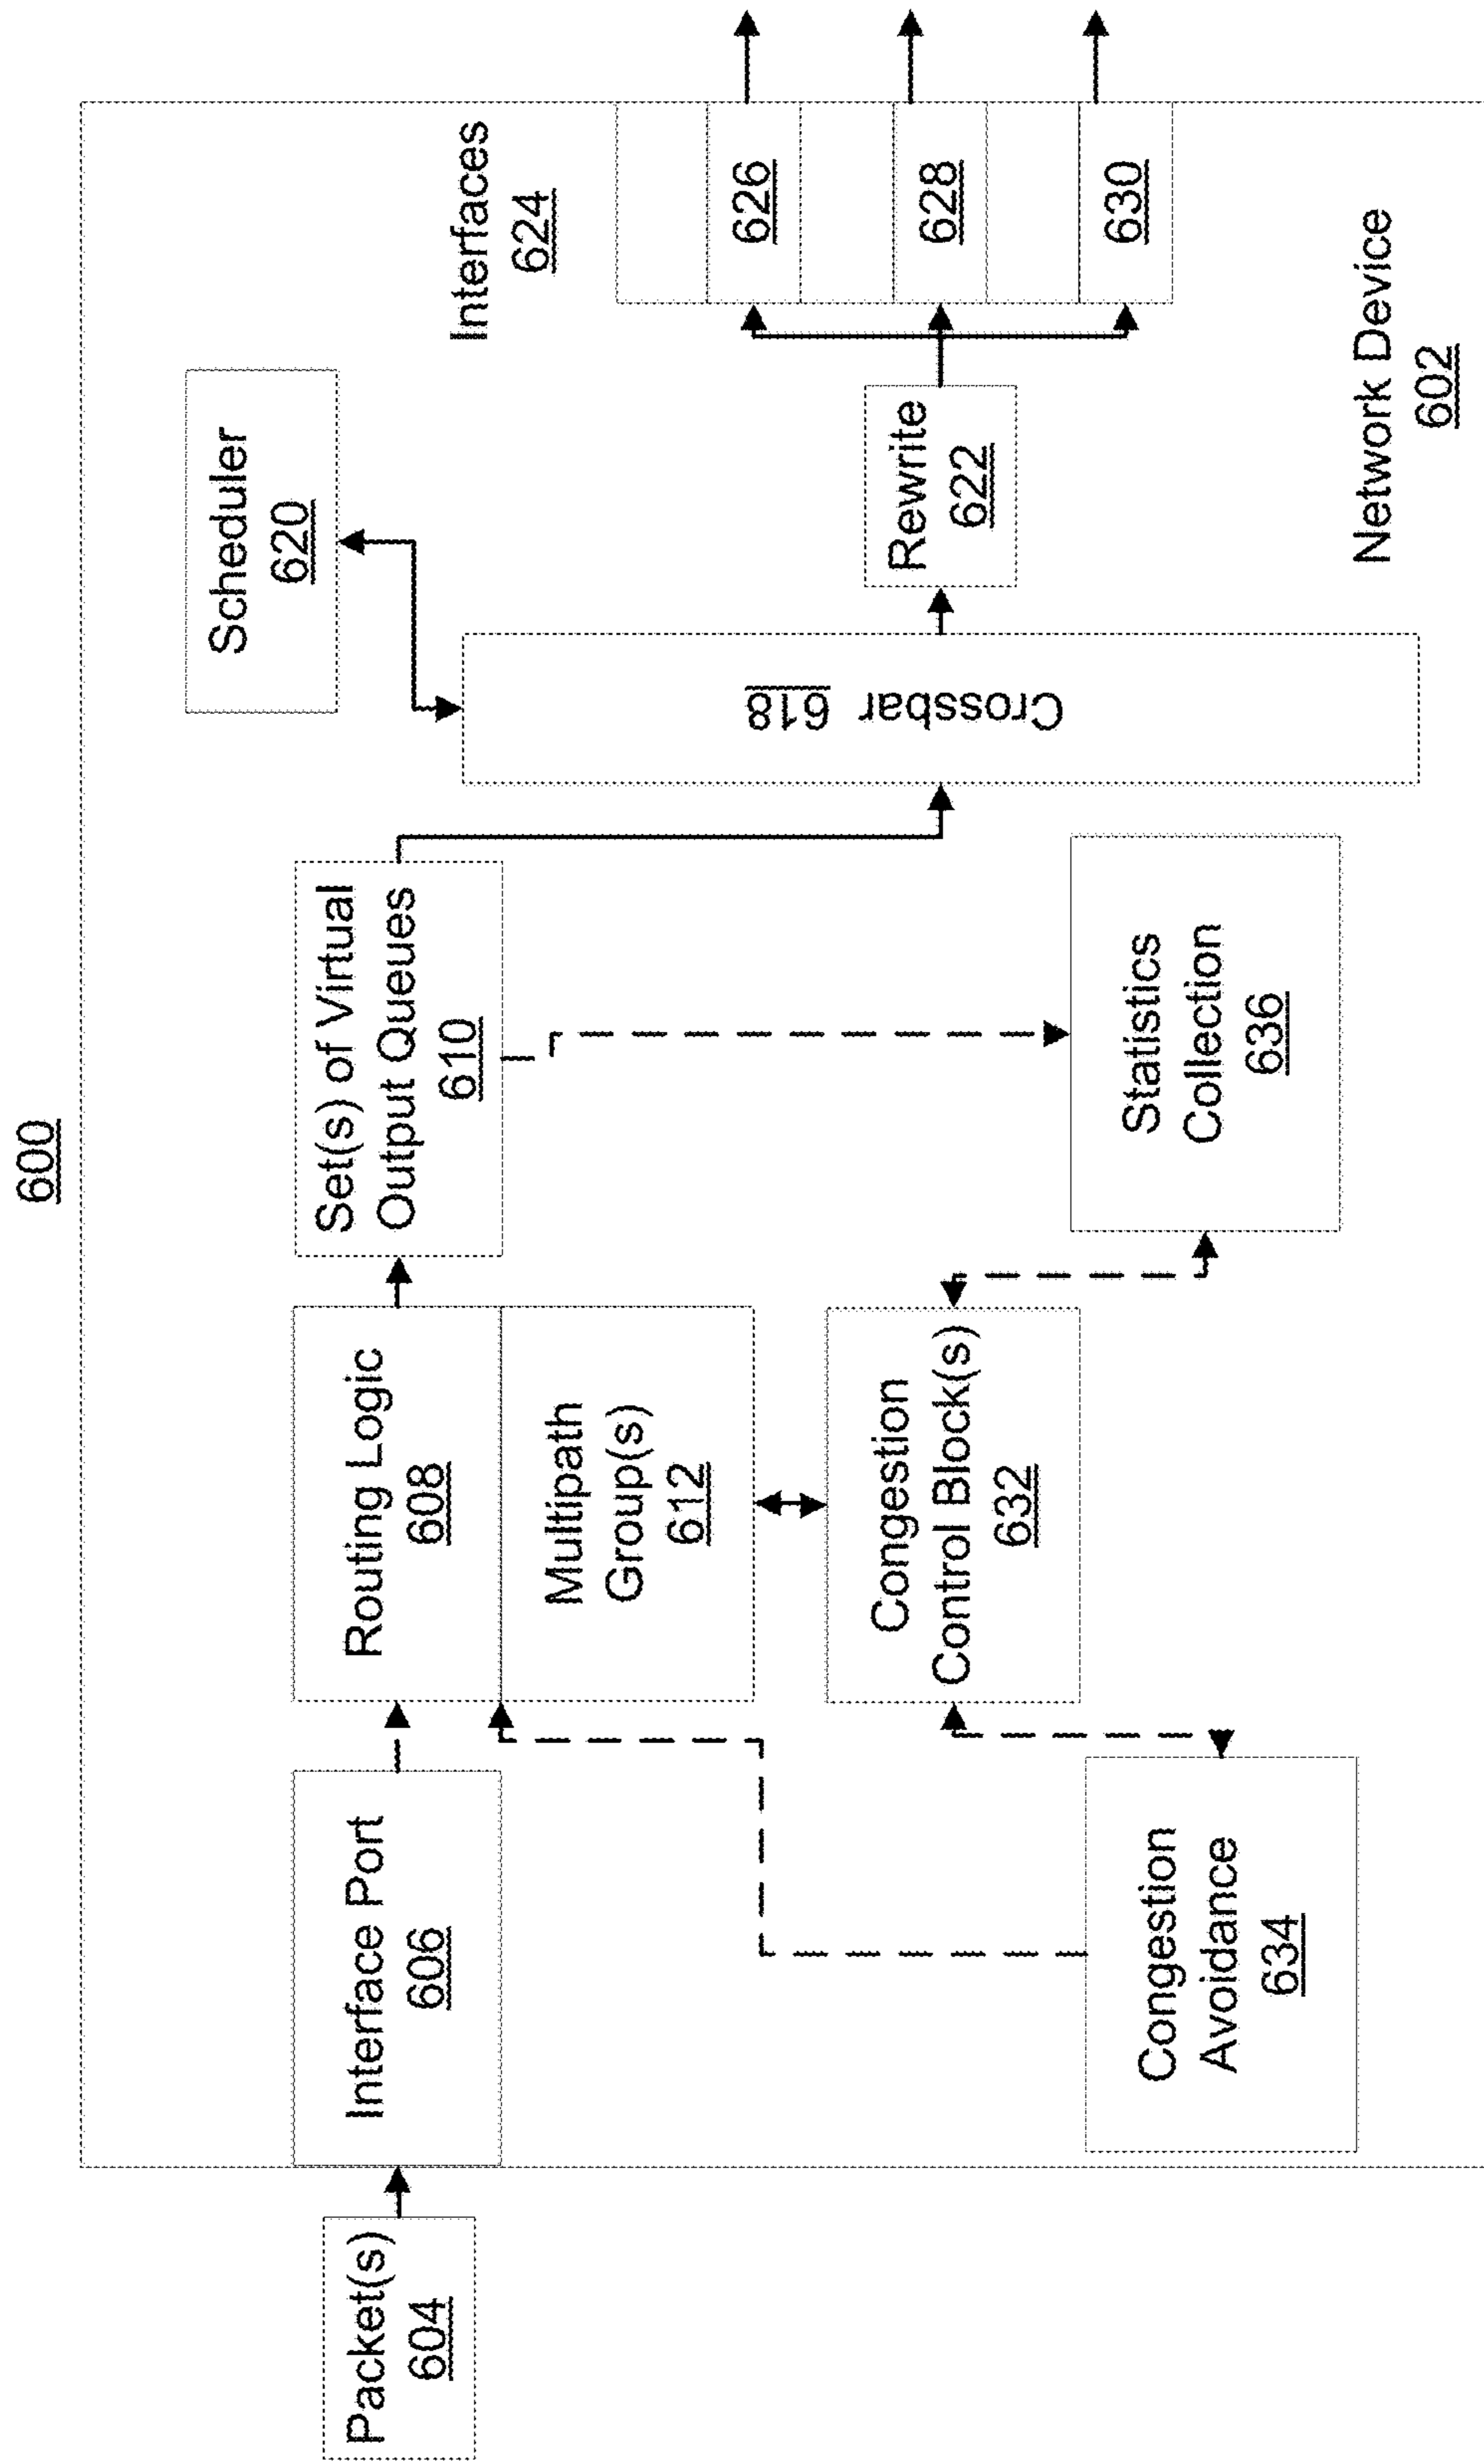 600
Packet(s)
604
Interface Port
606
Routing Logic
608
Multipath
Group(s)
612
Set(s) of Virtual
Output Queues
610
Congestion
Avoidance
634
Congestion
Control Block(s)
632
Statistics
Collection
636
Crossbar 618
Scheduler
620
Rewrite
622
Interfaces
624
626
628
630
Network Device
602